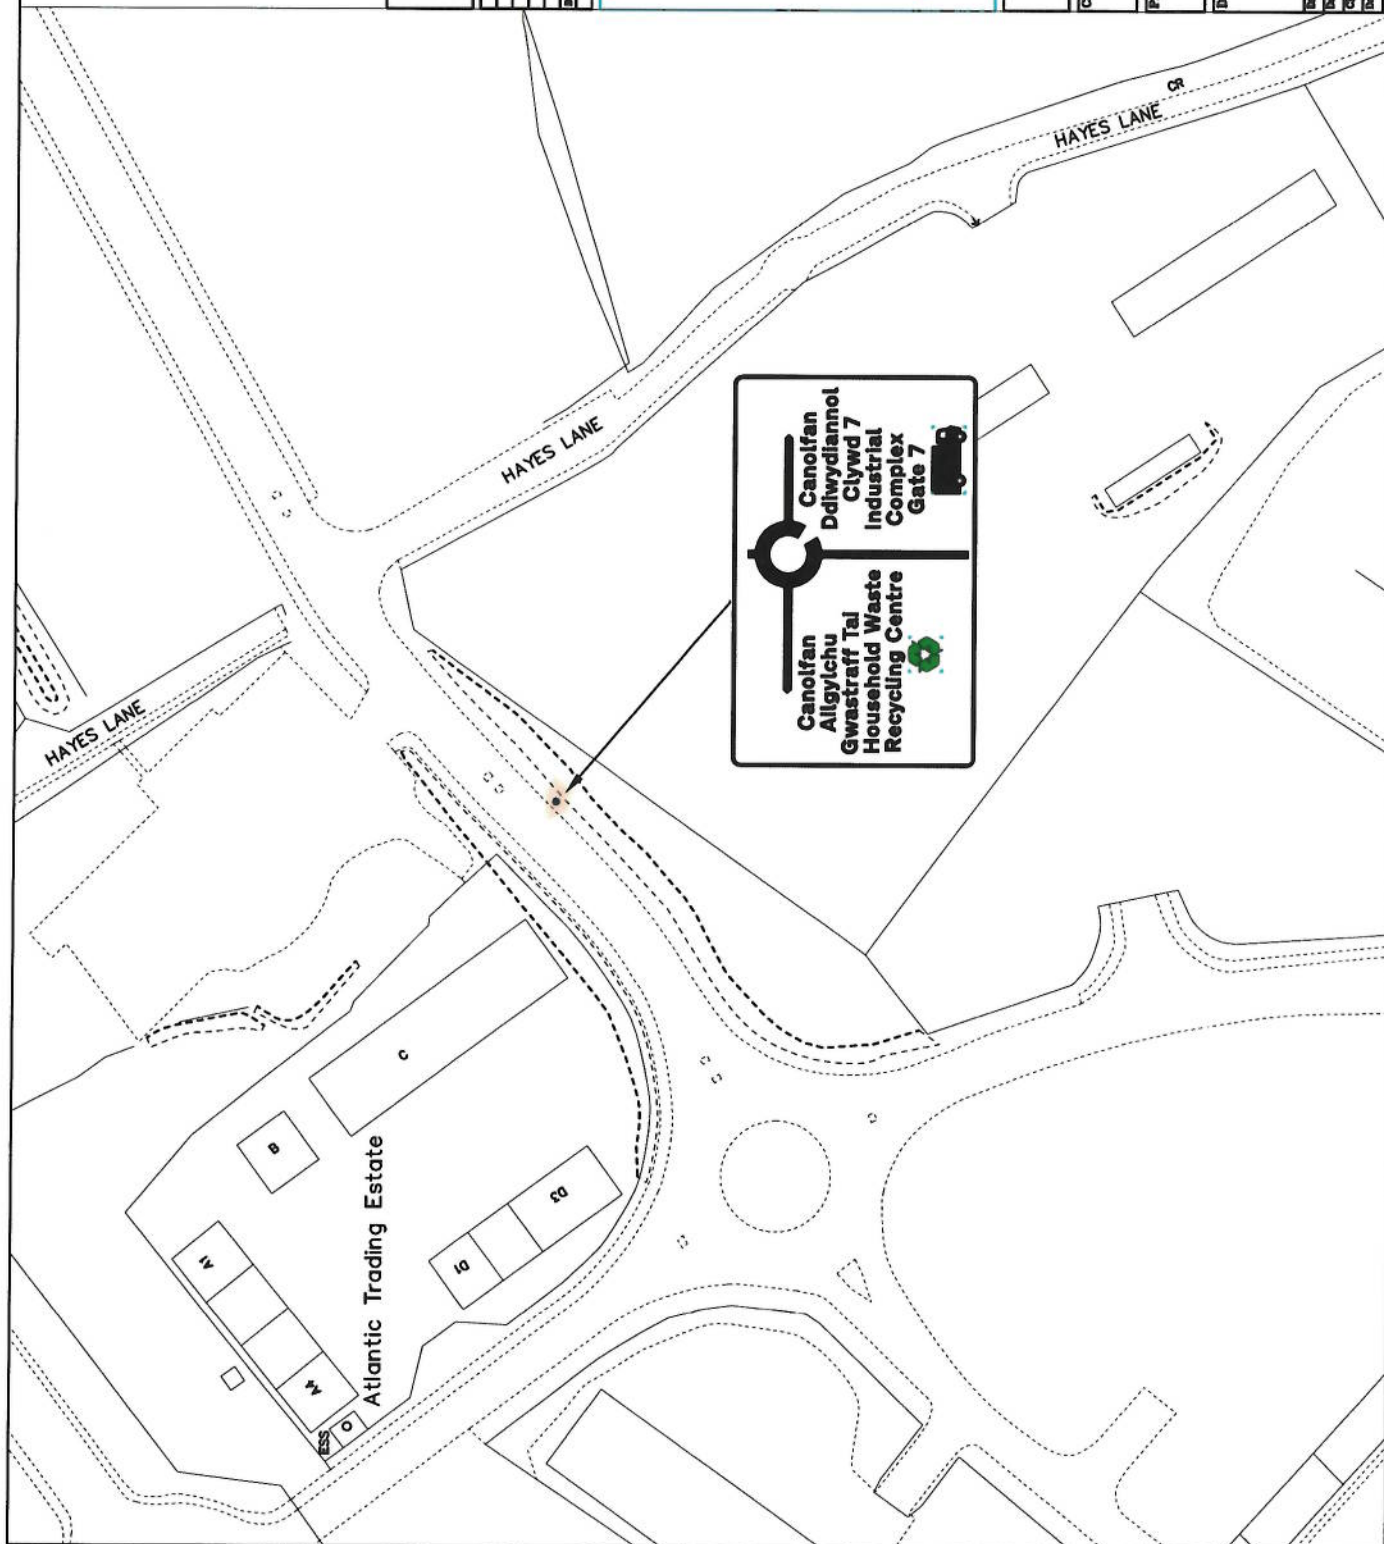 HAYES LANE
CR
HAYES LANE
HAYES LANE
Canolfan
Ailgylchu
Gwastraff Tai
Household Waste
Recycling Centre
Canolfan
Ddiwydiannol
Clywd 7
Industrial
Complex
Gate 7
Atlantic Trading Estate
A1
A4
B
C
D1
D3
ESS